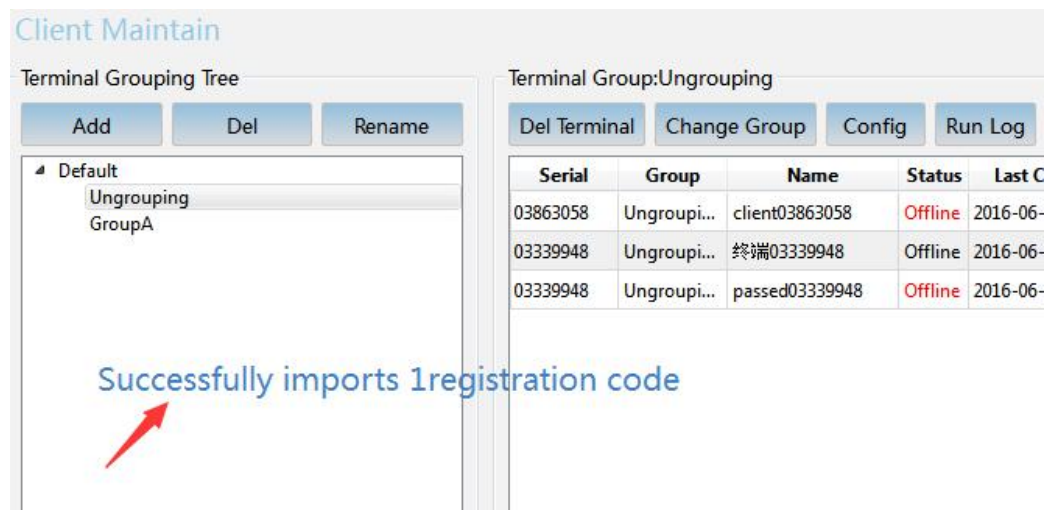 Client Maintain
Terminal Grouping Tree
Add Del Rename
Default
Ungrouping
GroupA
Terminal Group:Ungrouping
Del Terminal Change Group Config Run Log
Serial Group Name Status Last C
03863058 Ungroupi... client03863058 Offline 2016-06-
03339948 Ungroupi... 终端03339948 Offline 2016-06-
03339948 Ungroupi... passed03339948 Offline 2016-06-
Successfully imports 1registration code